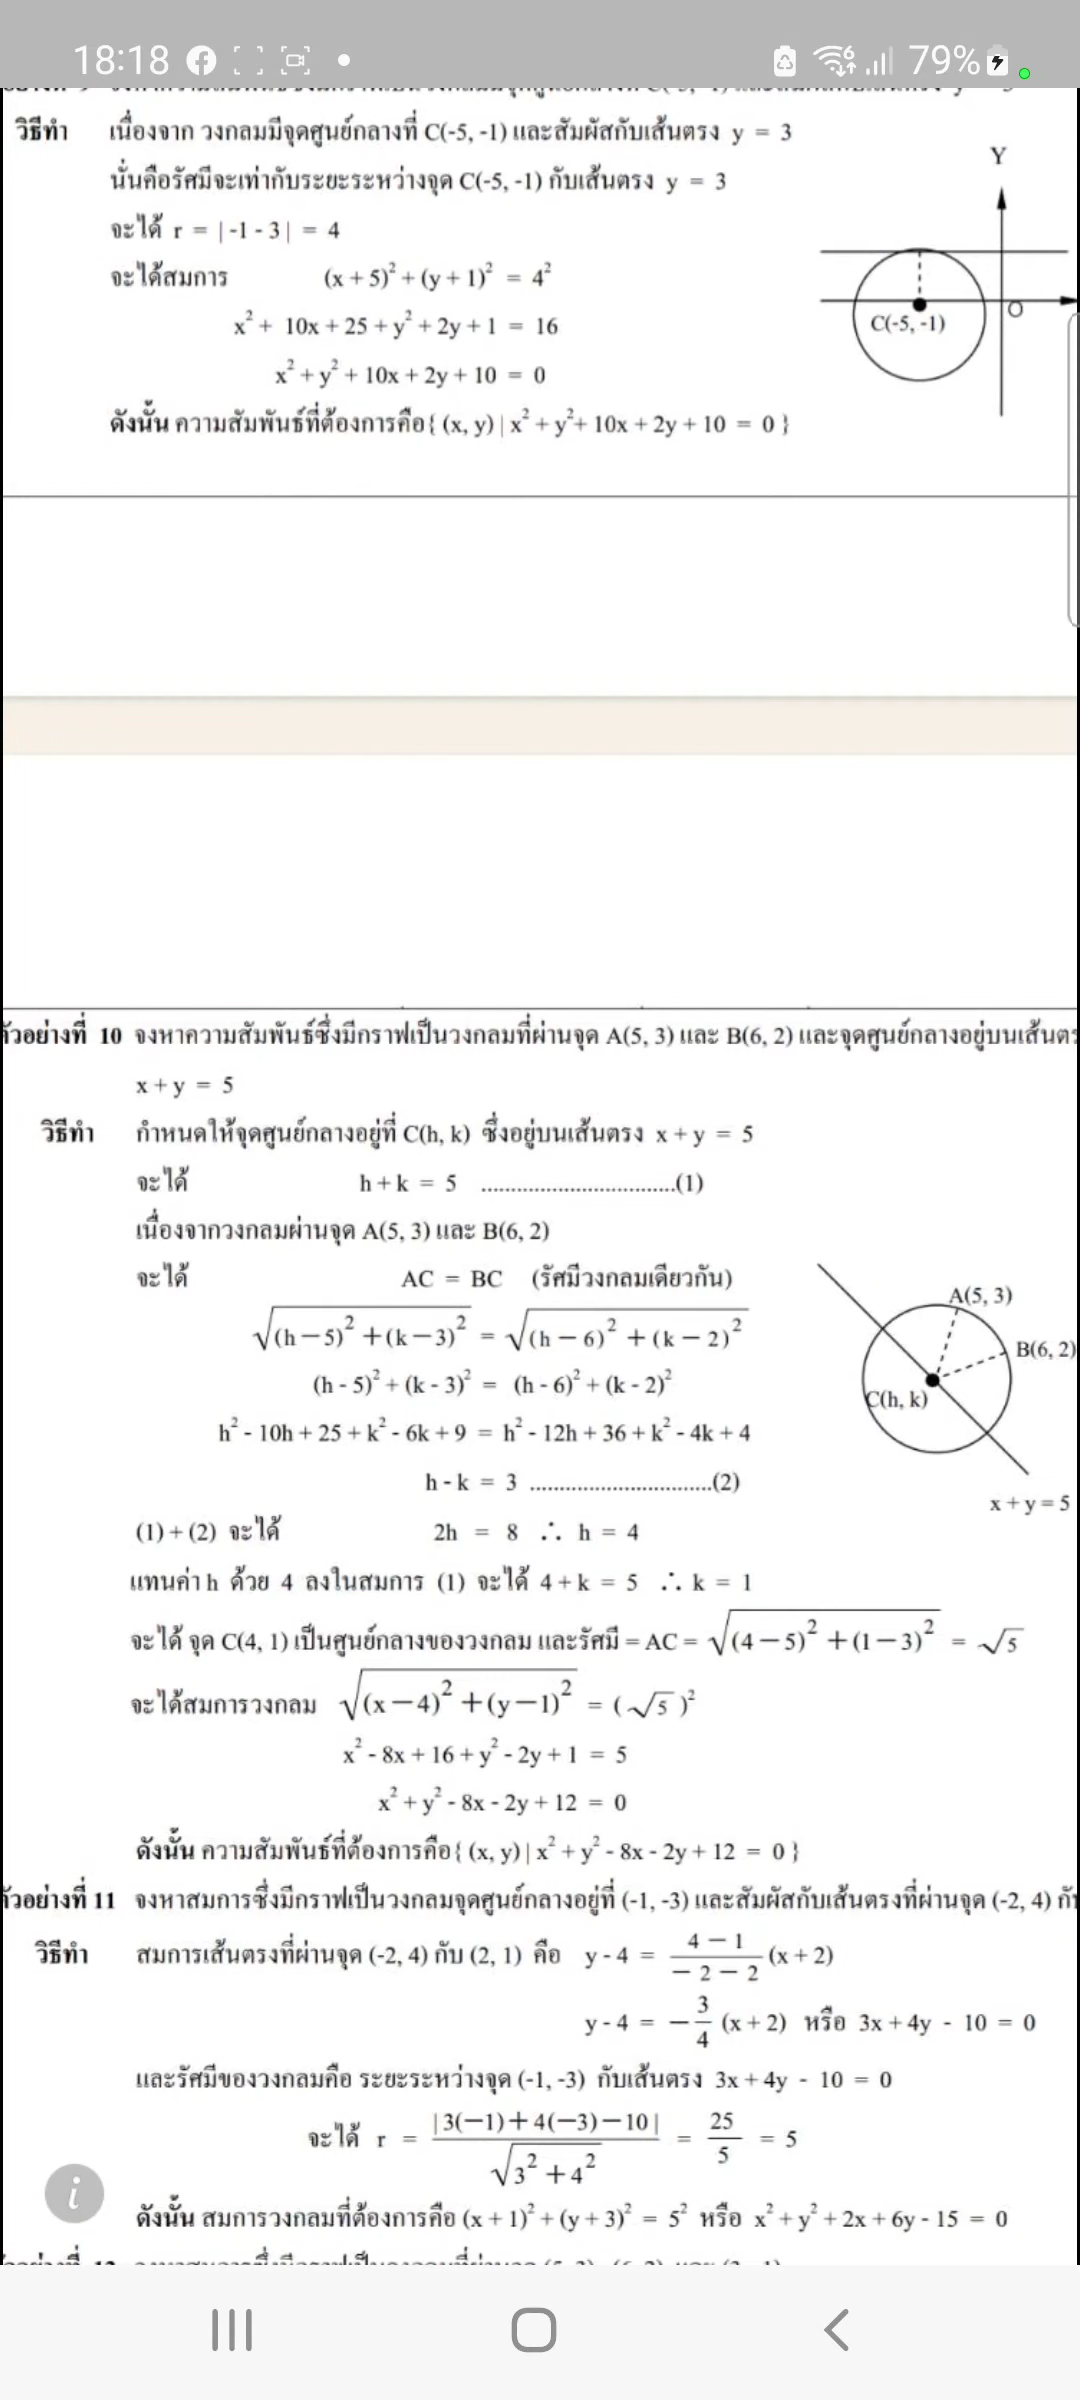 18:18 79%
วิธีทำ เนื่องจาก วงกลมมีจุดศูนย์กลางที่ C(-5, -1) และสัมผัสกับเส้นตรง y = 3
นั่นคือรัศมีจะเท่ากับระยะระหว่างจุด C(-5, -1) กับเส้นตรง y = 3
จะได้ r = | -1 - 3 | = 4
จะได้สมการ (x + 5)² + (y + 1)² = 4²
x² + 10x + 25 + y² + 2y + 1 = 16
x² + y² + 10x + 2y + 10 = 0
ดังนั้น ความสัมพันธ์ที่ต้องการคือ { (x, y) | x² + y² + 10x + 2y + 10 = 0 }
Y
O
C(-5, -1)
ตัวอย่างที่ 10 จงหาความสัมพันธ์ซึ่งมีกราฟเป็นวงกลมที่ผ่านจุด A(5, 3) และ B(6, 2) และจุดศูนย์กลางอยู่บนเส้นตร
x + y = 5
วิธีทำ กำหนดให้จุดศูนย์กลางอยู่ที่ C(h, k) ซึ่งอยู่บนเส้นตรง x + y = 5
จะได้ h + k = 5 ................................(1)
เนื่องจากวงกลมผ่านจุด A(5, 3) และ B(6, 2)
จะได้ AC = BC (รัศมีวงกลมเดียวกัน)
√((h − 5)² + (k − 3)²) = √((h − 6)² + (k − 2)²)
(h - 5)² + (k - 3)² = (h - 6)² + (k - 2)²
h² - 10h + 25 + k² - 6k + 9 = h² - 12h + 36 + k² - 4k + 4
h - k = 3 ..............................(2)
(1) + (2) จะได้ 2h = 8 ∴ h = 4
แทนค่า h ด้วย 4 ลงในสมการ (1) จะได้ 4 + k = 5 ∴ k = 1
จะได้ จุด C(4, 1) เป็นศูนย์กลางของวงกลม และรัศมี = AC = √((4 − 5)² + (1 − 3)²) = √5
จะได้สมการวงกลม √((x − 4)² + (y − 1)²) = (√5)²
x² - 8x + 16 + y² - 2y + 1 = 5
x² + y² - 8x - 2y + 12 = 0
ดังนั้น ความสัมพันธ์ที่ต้องการคือ { (x, y) | x² + y² - 8x - 2y + 12 = 0 }
A(5, 3)
B(6, 2)
C(h, k)
x + y = 5
ตัวอย่างที่ 11 จงหาสมการซึ่งมีกราฟเป็นวงกลมจุดศูนย์กลางอยู่ที่ (-1, -3) และสัมผัสกับเส้นตรงที่ผ่านจุด (-2, 4) กับ
วิธีทำ สมการเส้นตรงที่ผ่านจุด (-2, 4) กับ (2, 1) คือ y - 4 = (4 − 1)/(− 2 − 2) (x + 2)
y - 4 = −3/4 (x + 2) หรือ 3x + 4y - 10 = 0
และรัศมีของวงกลมคือ ระยะระหว่างจุด (-1, -3) กับเส้นตรง 3x + 4y - 10 = 0
จะได้ r = | 3(−1) + 4(−3) − 10 | / √(3² + 4²) = 25/5 = 5
ดังนั้น สมการวงกลมที่ต้องการคือ (x + 1)² + (y + 3)² = 5² หรือ x² + y² + 2x + 6y - 15 = 0